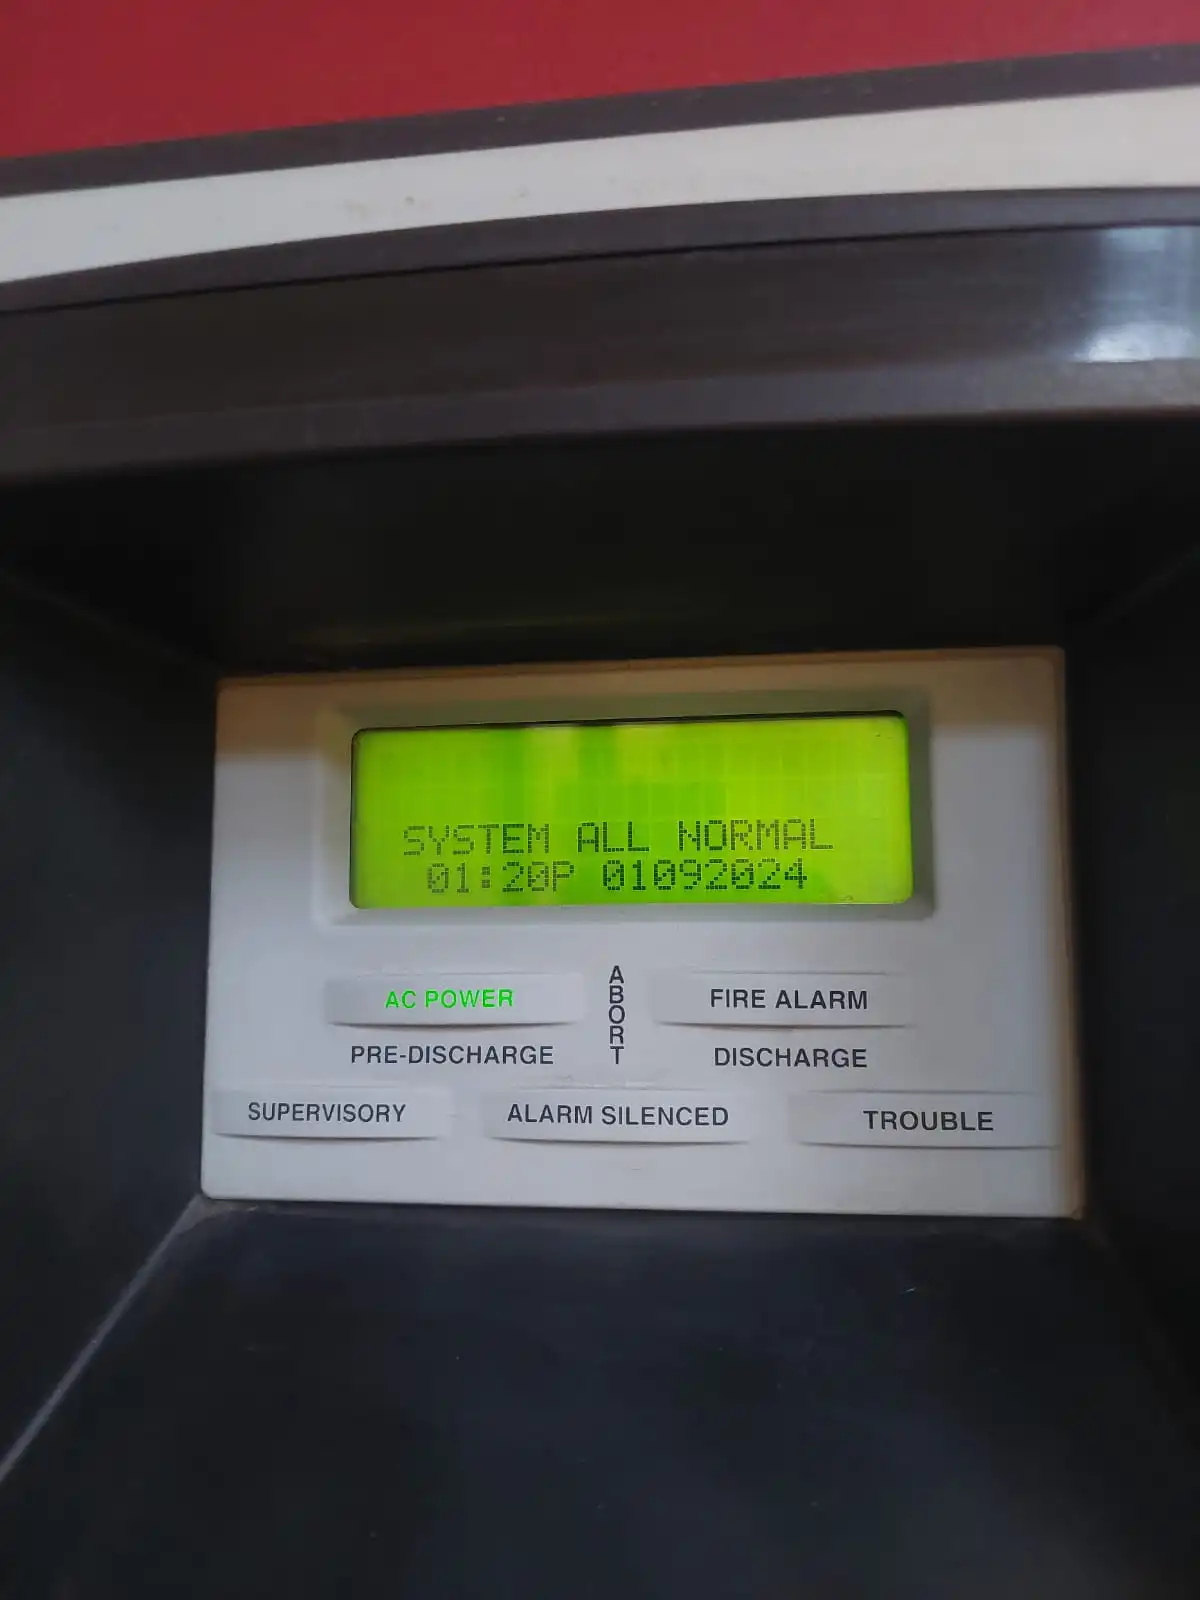 SYSTEM ALL NORMAL
01:20P 01092024
AC POWER
ABORT
FIRE ALARM
PRE-DISCHARGE
DISCHARGE
SUPERVISORY
ALARM SILENCED
TROUBLE